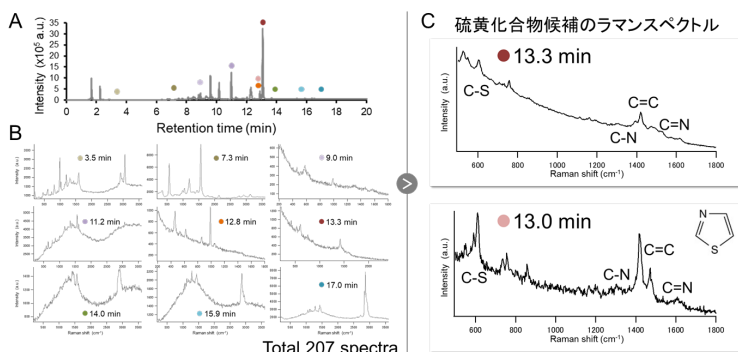 A
Intensity (x10⁵ a.u.)
35
30
25
20
15
10
5
0
0 2 4 6 8 10 12 14 16 18 20
Retention time (min)
B
3.5 min
7.3 min
9.0 min
11.2 min
12.8 min
13.3 min
14.0 min
15.9 min
17.0 min
Total 207 spectra
>
C 硫黄化合物候補のラマンスペクトル
13.3 min
Intensity (a.u.)
C-S
C=C
C-N
C=N
600 800 1000 1200 1400 1600 1800
Raman shift (cm⁻¹)
13.0 min
N
S
Intensity (a.u.)
C-S
C=C
C-N
C=N
600 800 1000 1200 1400 1600 1800
Raman shift (cm⁻¹)